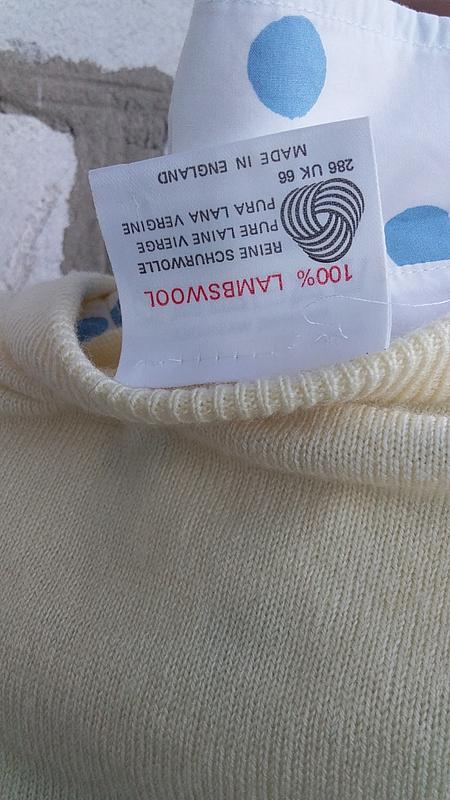 100% LAMBSWOOL
REINE SCHURWOLLE
PURE LAINE VIERGE
PURA LANA VERGINE
286 UK 66
MADE IN ENGLAND